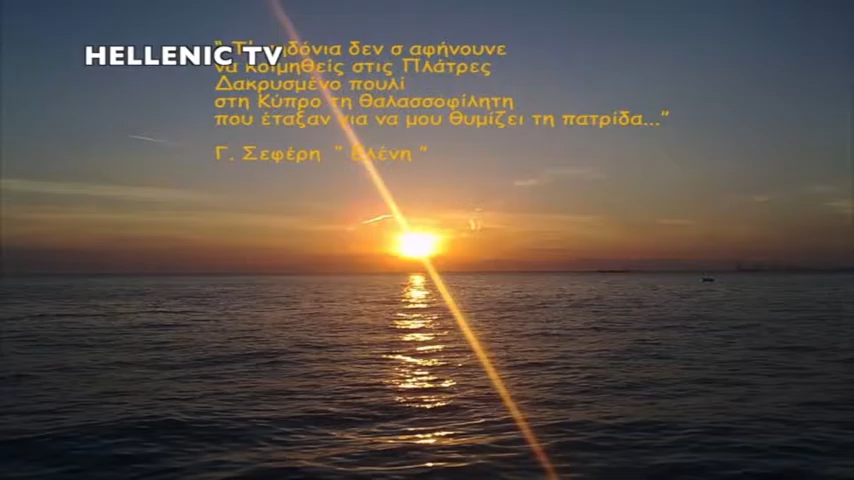 HELLENIC TV
" Τ' αηδόνια δεν σ αφήνουνε
να κοιμηθείς στις Πλάτρες
Δακρυσμένο πουλί
στη Κύπρο τη θαλασσοφίλητη
που έταξαν για να μου θυμίζει τη πατρίδα..."
Γ. Σεφέρη " Ελένη "